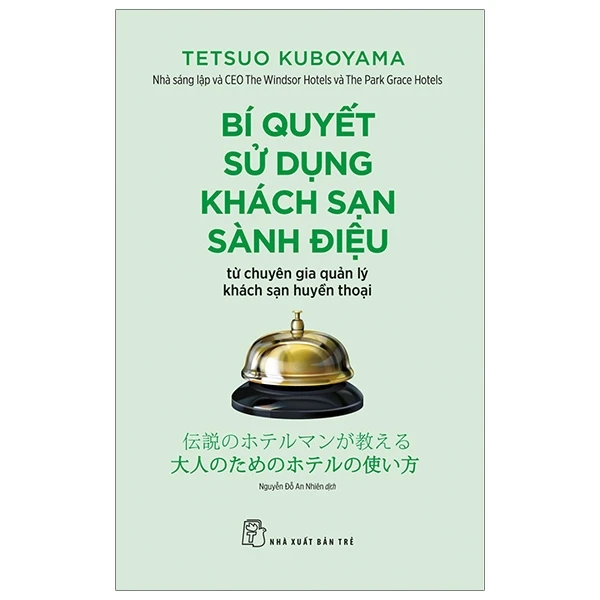 TETSUO KUBOYAMA
Nhà sáng lập và CEO The Windsor Hotels và The Park Grace Hotels
BÍ QUYẾT
SỬ DỤNG
KHÁCH SẠN
SÀNH ĐIỆU
từ chuyên gia quản lý
khách sạn huyền thoại
伝説のホテルマンが教える
大人のためのホテルの使い方
Nguyễn Đỗ An Nhiên dịch
NHÀ XUẤT BẢN TRẺ